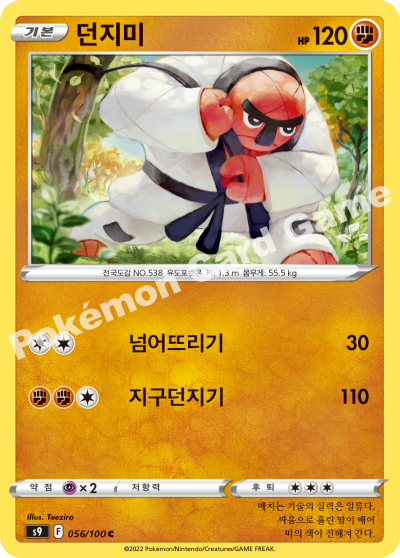 기본 던지미 HP 120
전국도감 NO.538 유도포켓몬 키: 1.3 m 몸무게: 55.5 kg
Pokémon Card Game
넘어뜨리기 30
지구던지기 110
약점 ×2 저항력 후퇴
Illus. Teeziro
s9 F 056/100 C
메치는 기술의 실력은 일류다.
싸움으로 흘린 땀이 배어
띠의 색이 진해져 간다.
©2022 Pokémon/Nintendo/Creatures/GAME FREAK.